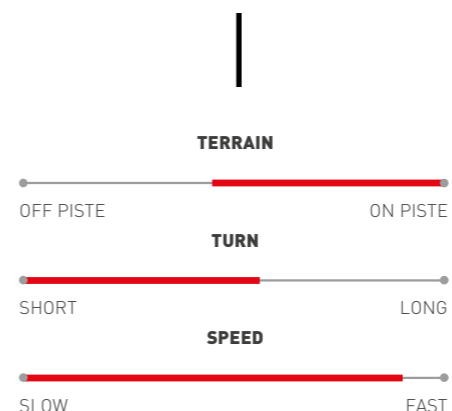 TERRAIN
OFF PISTE ON PISTE
TURN
SHORT LONG
SPEED
SLOW FAST